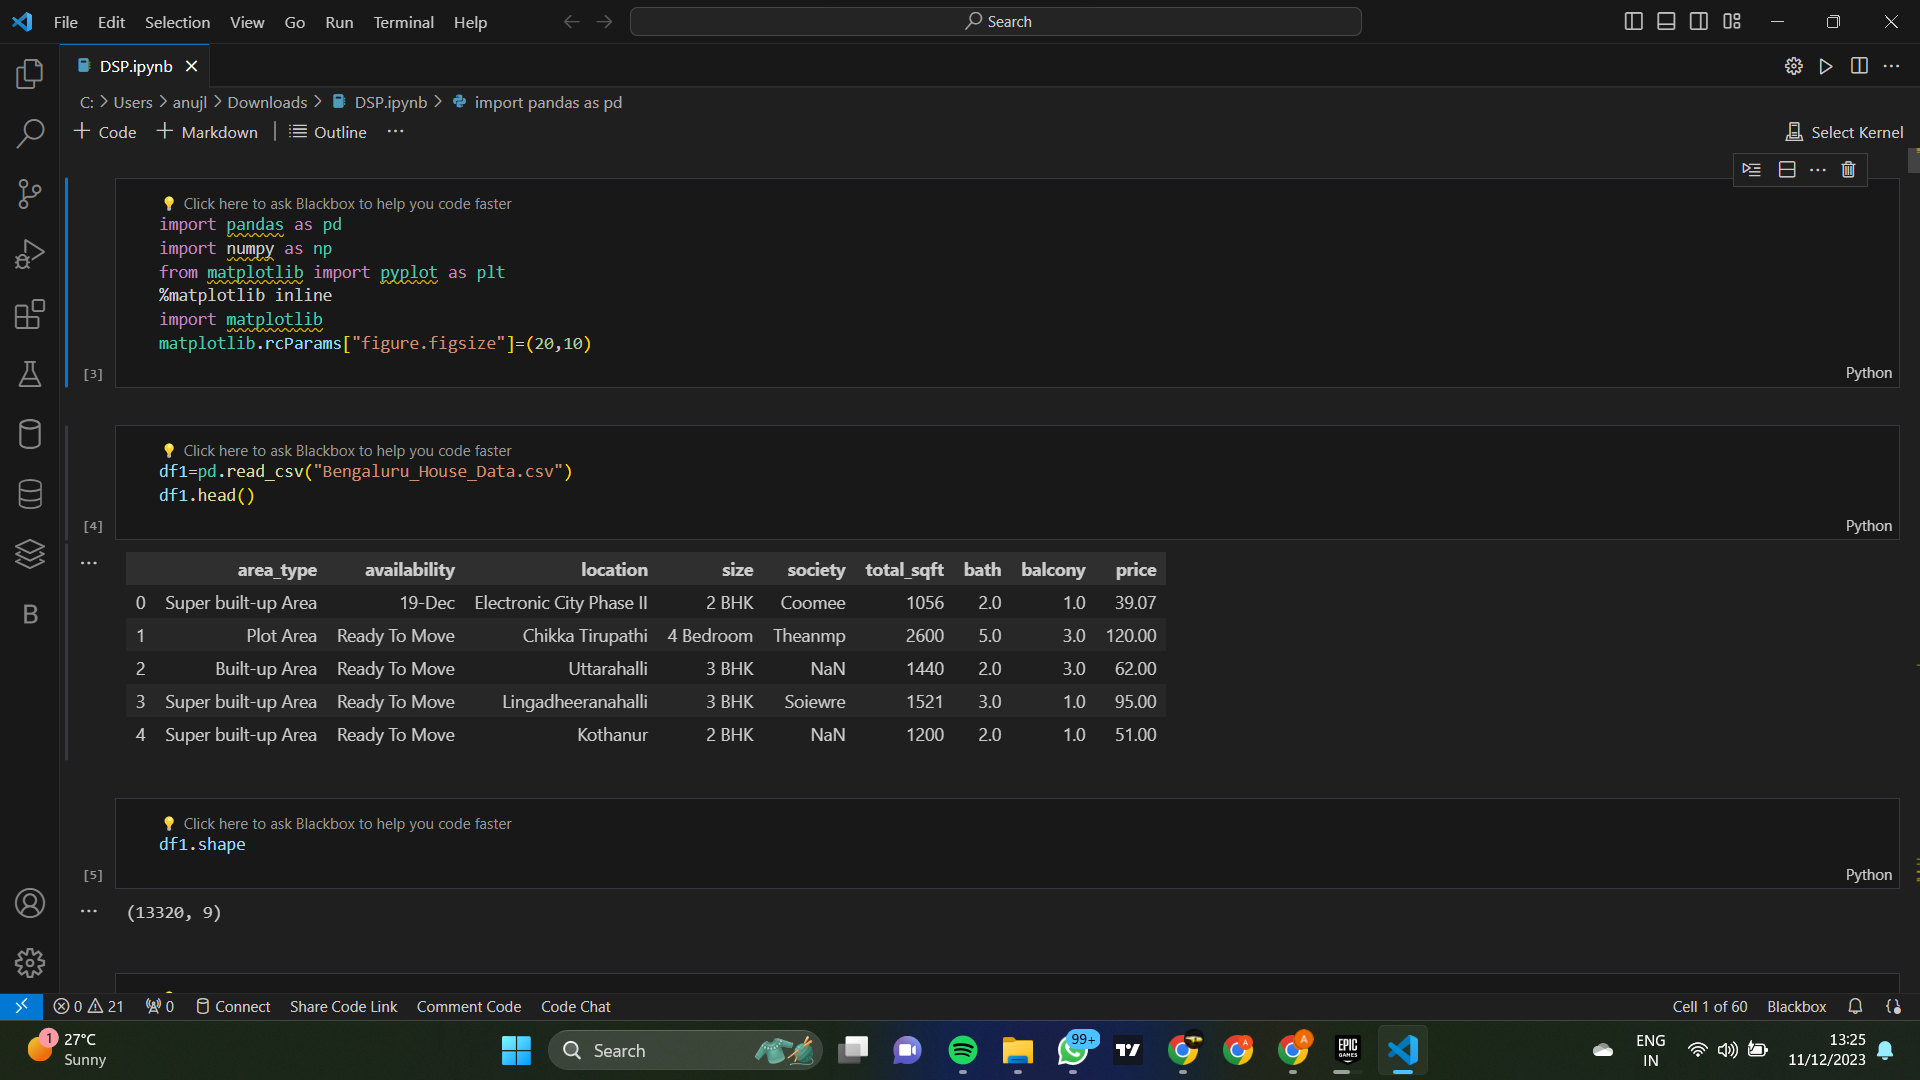 File Edit Selection View Go Run Terminal Help
Search
DSP.ipynb
C: > Users > anujl > Downloads > DSP.ipynb > import pandas as pd
+ Code + Markdown | Outline ...
Select Kernel
Click here to ask Blackbox to help you code faster
import pandas as pd
import numpy as np
from matplotlib import pyplot as plt
%matplotlib inline
import matplotlib
matplotlib.rcParams["figure.figsize"]=(20,10)
[3]
Python
Click here to ask Blackbox to help you code faster
df1=pd.read_csv("Bengaluru_House_Data.csv")
df1.head()
[4]
Python
area_type availability location size society total_sqft bath balcony price
0 Super built-up Area 19-Dec Electronic City Phase II 2 BHK Coomee 1056 2.0 1.0 39.07
1 Plot Area Ready To Move Chikka Tirupathi 4 Bedroom Theanmp 2600 5.0 3.0 120.00
2 Built-up Area Ready To Move Uttarahalli 3 BHK NaN 1440 2.0 3.0 62.00
3 Super built-up Area Ready To Move Lingadheeranahalli 3 BHK Soiewre 1521 3.0 1.0 95.00
4 Super built-up Area Ready To Move Kothanur 2 BHK NaN 1200 2.0 1.0 51.00
Click here to ask Blackbox to help you code faster
df1.shape
[5]
Python
(13320, 9)
B
0 21 0 Connect Share Code Link Comment Code Code Chat
Cell 1 of 60 Blackbox
1
27°C
Sunny
Search
99+
A
A
EPIC
GAMES
ENG
IN
13:25
11/12/2023